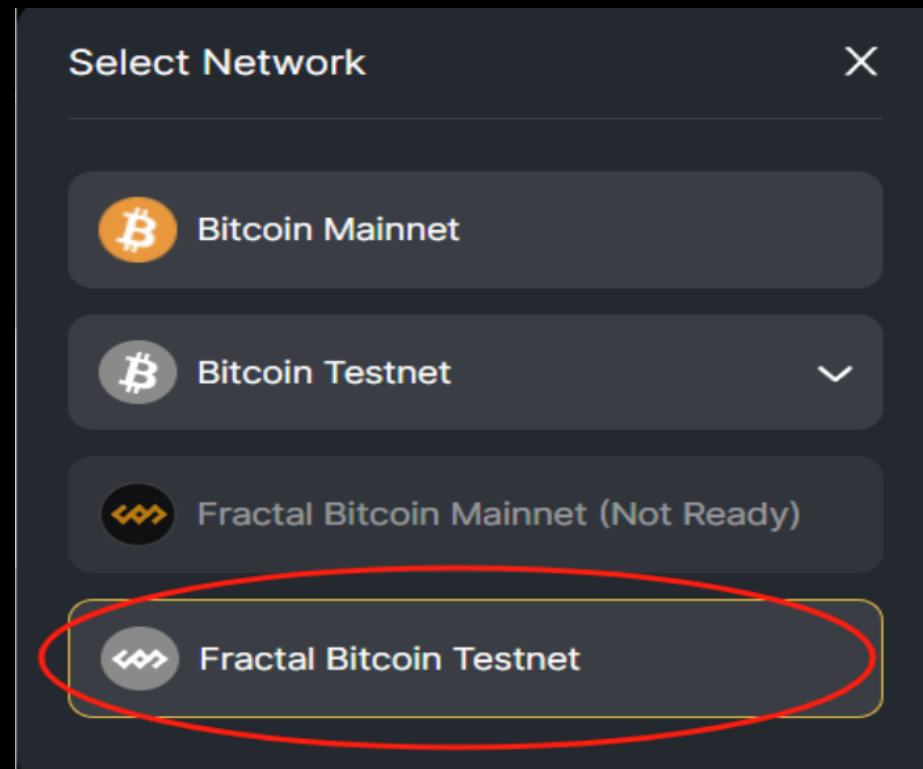 Select Network
Bitcoin Mainnet
Bitcoin Testnet
Fractal Bitcoin Mainnet (Not Ready)
Fractal Bitcoin Testnet